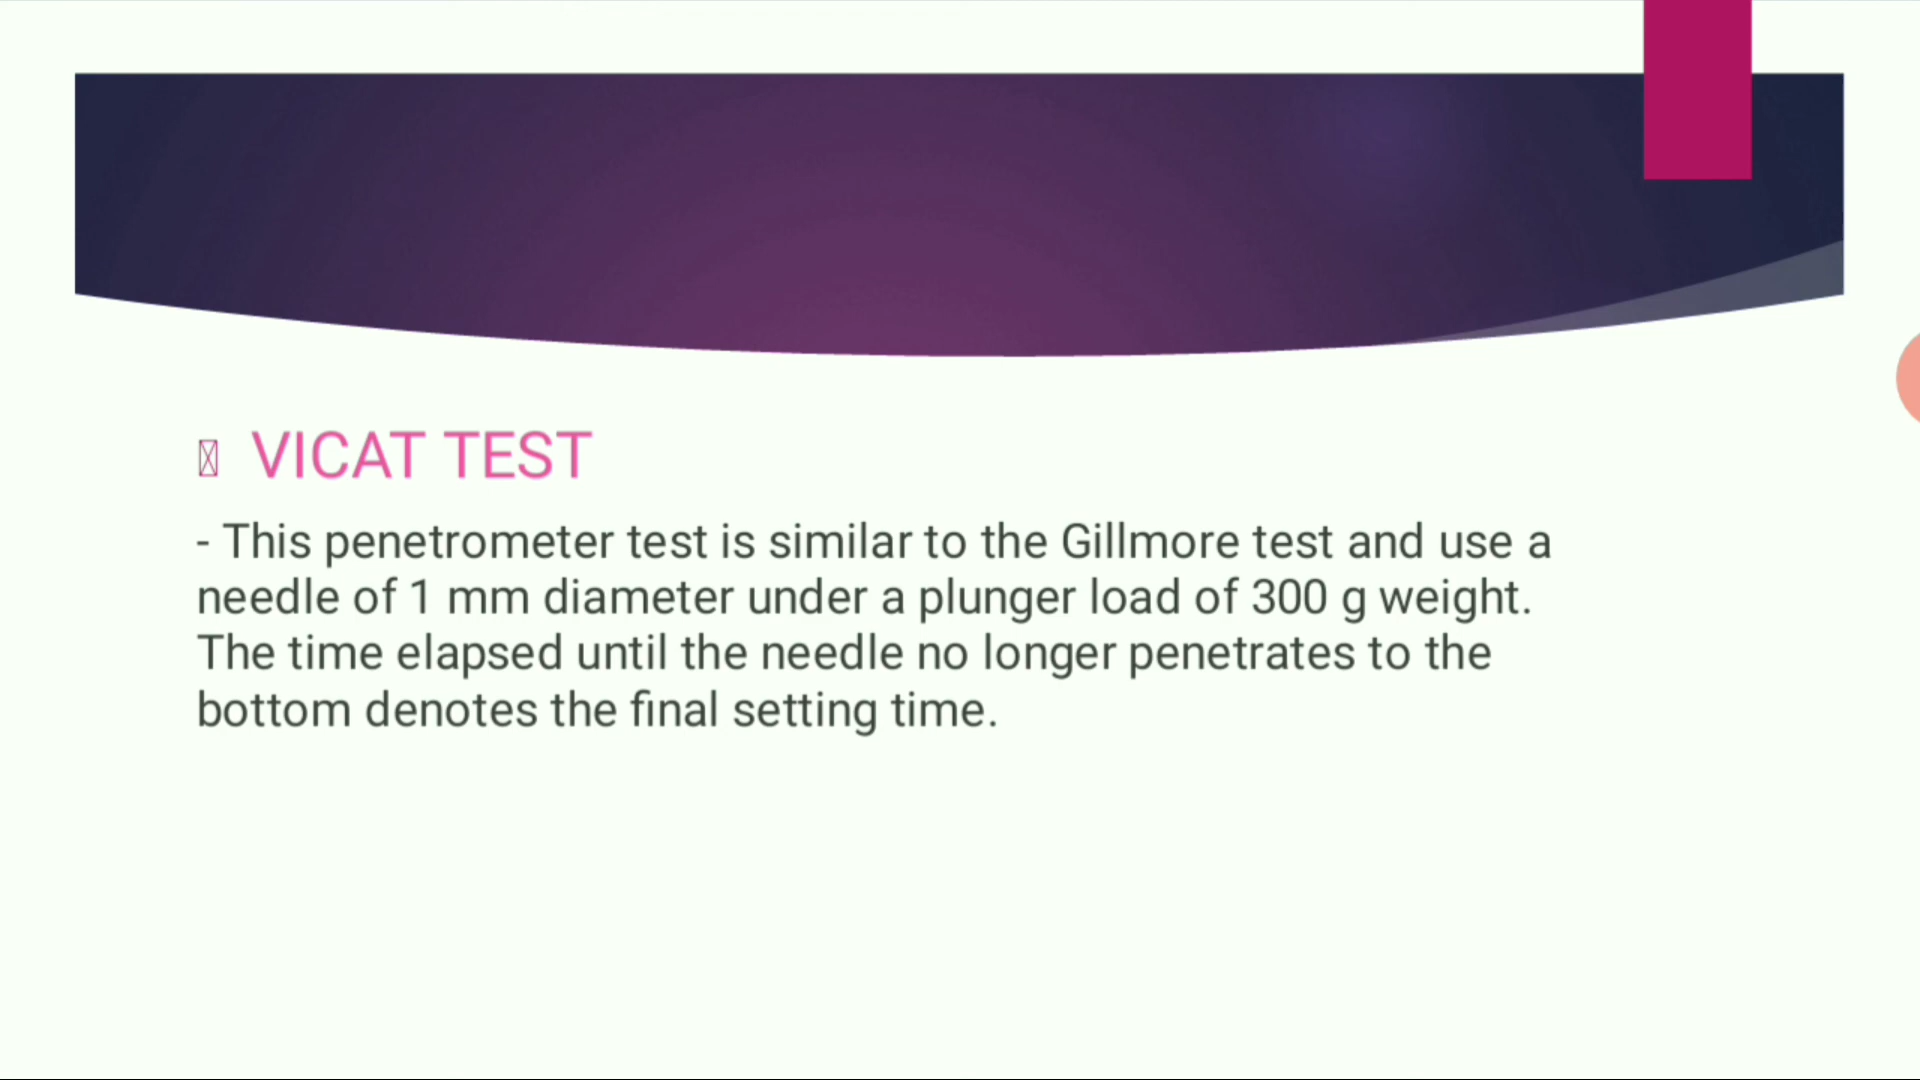 VICAT TEST
- This penetrometer test is similar to the Gillmore test and use a
needle of 1 mm diameter under a plunger load of 300 g weight.
The time elapsed until the needle no longer penetrates to the
bottom denotes the final setting time.